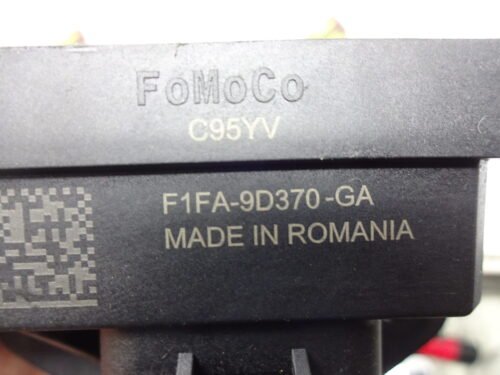 FoMoCo
C95YV
F1FA-9D370-GA
MADE IN ROMANIA